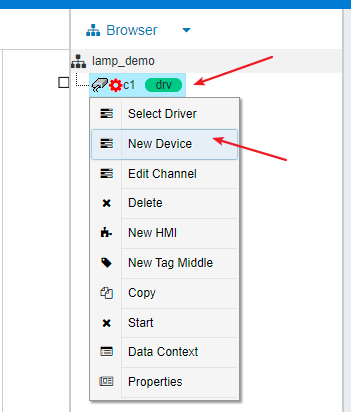 Browser
lamp_demo
c1 drv
Select Driver
New Device
Edit Channel
Delete
New HMI
New Tag Middle
Copy
Start
Data Context
Properties